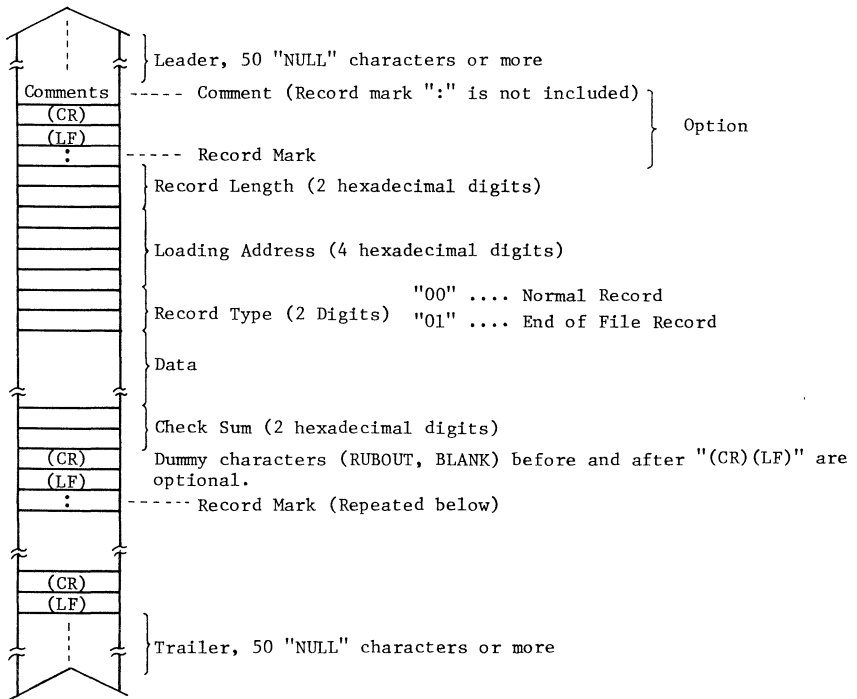 Leader, 50 "NULL" characters or more
Comments ----- Comment (Record mark ":" is not included)
(CR)
Option
(LF)
: ----- Record Mark
Record Length (2 hexadecimal digits)
Loading Address (4 hexadecimal digits)
"00" .... Normal Record
Record Type (2 Digits)
"01" .... End of File Record
Data
Check Sum (2 hexadecimal digits)
(CR) Dummy characters (RUBOUT, BLANK) before and after "(CR)(LF)" are
(LF) optional.
: ------ Record Mark (Repeated below)
(CR)
(LF)
Trailer, 50 "NULL" characters or more